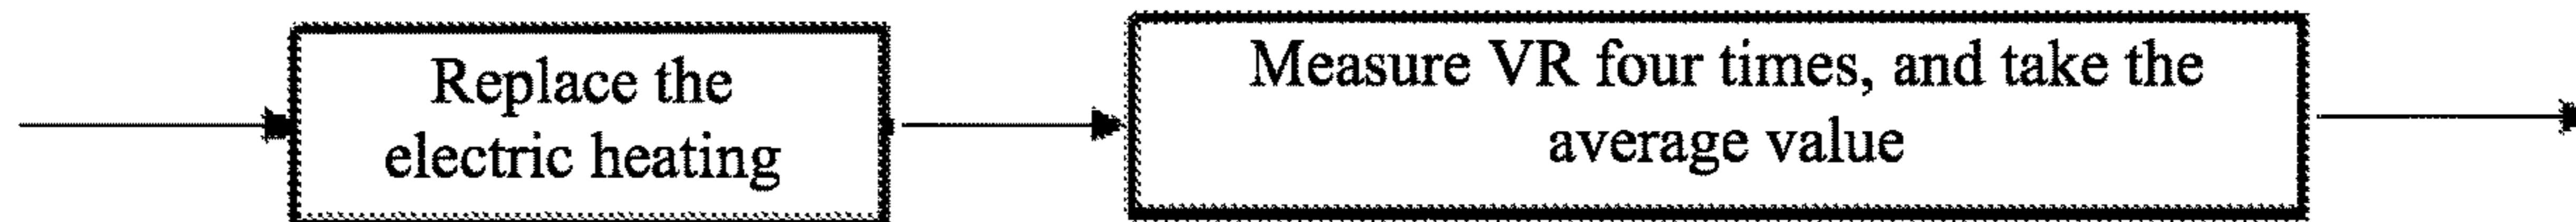 Replace the
electric heating
Measure VR four times, and take the
average value